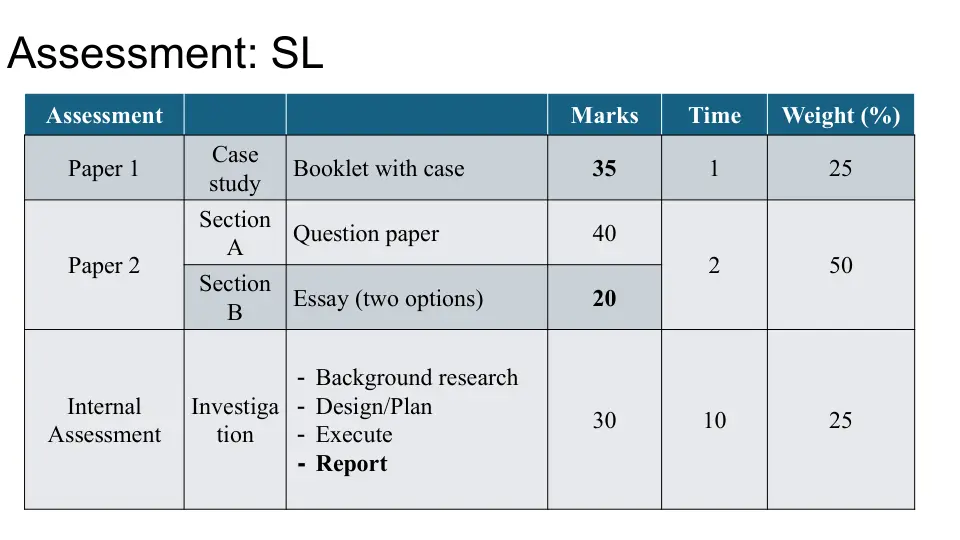 Assessment: SL
Assessment Marks Time Weight (%)
Paper 1 Case study Booklet with case 35 1 25
Paper 2 Section A Question paper 40 2 50
Section B Essay (two options) 20
Internal Assessment Investigation - Background research 30 10 25
- Design/Plan
- Execute
- Report